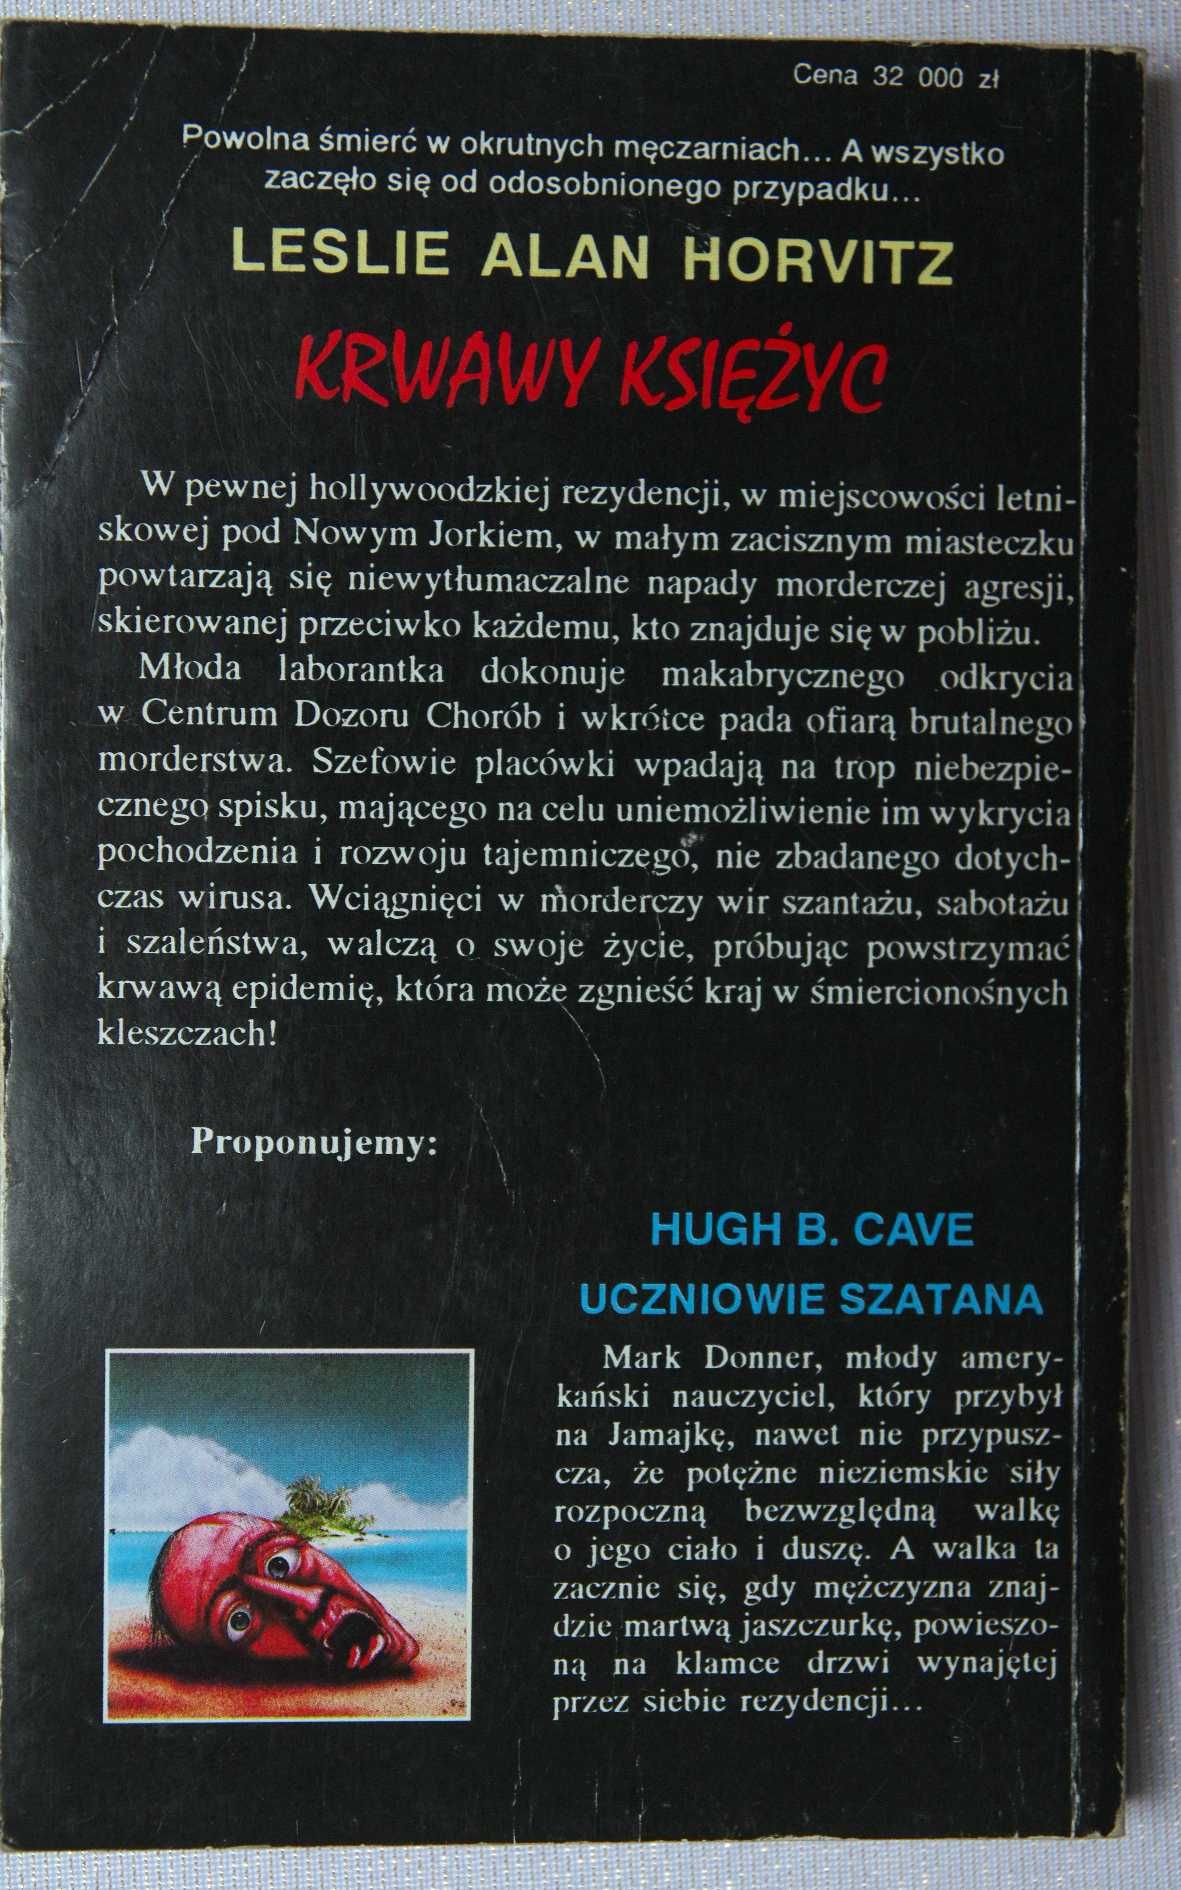 Cena 32 000 zł
Powolna śmierć w okrutnych męczarniach... A wszystko
zaczęło się od odosobnionego przypadku...
LESLIE ALAN HORVITZ
KRWAWY KSIĘŻYC
W pewnej hollywoodzkiej rezydencji, w miejscowości letni-
skowej pod Nowym Jorkiem, w małym zacisznym miasteczku
powtarzają się niewytłumaczalne napady morderczej agresji,
skierowanej przeciwko każdemu, kto znajduje się w pobliżu.
Młoda laborantka dokonuje makabrycznego odkrycia
w Centrum Dozoru Chorób i wkrótce pada ofiarą brutalnego
morderstwa. Szefowie placówki wpadają na trop niebezpie-
cznego spisku, mającego na celu uniemożliwienie im wykrycia
pochodzenia i rozwoju tajemniczego, nie zbadanego dotych-
czas wirusa. Wciągnięci w morderczy wir szantażu, sabotażu
i szaleństwa, walczą o swoje życie, próbując powstrzymać
krwawą epidemię, która może zgnieść kraj w śmiercionośnych
kleszczach!
Proponujemy:
HUGH B. CAVE
UCZNIOWIE SZATANA
Mark Donner, młody amery-
kański nauczyciel, który przybył
na Jamajkę, nawet nie przypusz-
cza, że potężne nieziemskie siły
rozpoczną bezwzględną walkę
o jego ciało i duszę. A walka ta
zacznie się, gdy mężczyzna znaj-
dzie martwą jaszczurkę, powieszo-
ną na klamce drzwi wynajętej
przez siebie rezydencji...